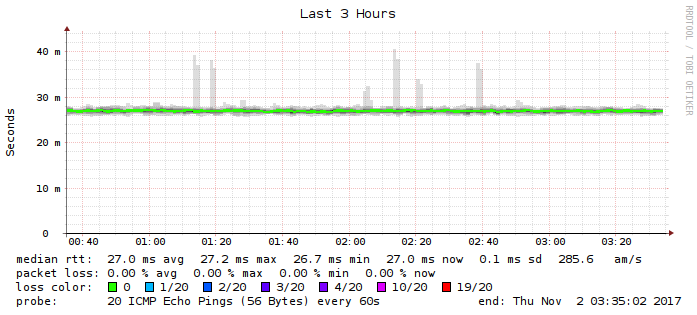 Last 3 Hours
RRDTOOL / TOBI OETIKER
Seconds
40 m
30 m
20 m
10 m
0
00:40 01:00 01:20 01:40 02:00 02:20 02:40 03:00 03:20
median rtt: 27.0 ms avg 27.2 ms max 26.7 ms min 27.0 ms now 0.1 ms sd 285.6 am/s
packet loss: 0.00 % avg 0.00 % max 0.00 % min 0.00 % now
loss color: 0 1/20 2/20 3/20 4/20 10/20 19/20
probe: 20 ICMP Echo Pings (56 Bytes) every 60s end: Thu Nov 2 03:35:02 2017